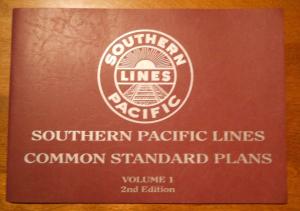 SOUTHERN
LINES
PACIFIC
SOUTHERN PACIFIC LINES
COMMON STANDARD PLANS
VOLUME 1
2nd Edition